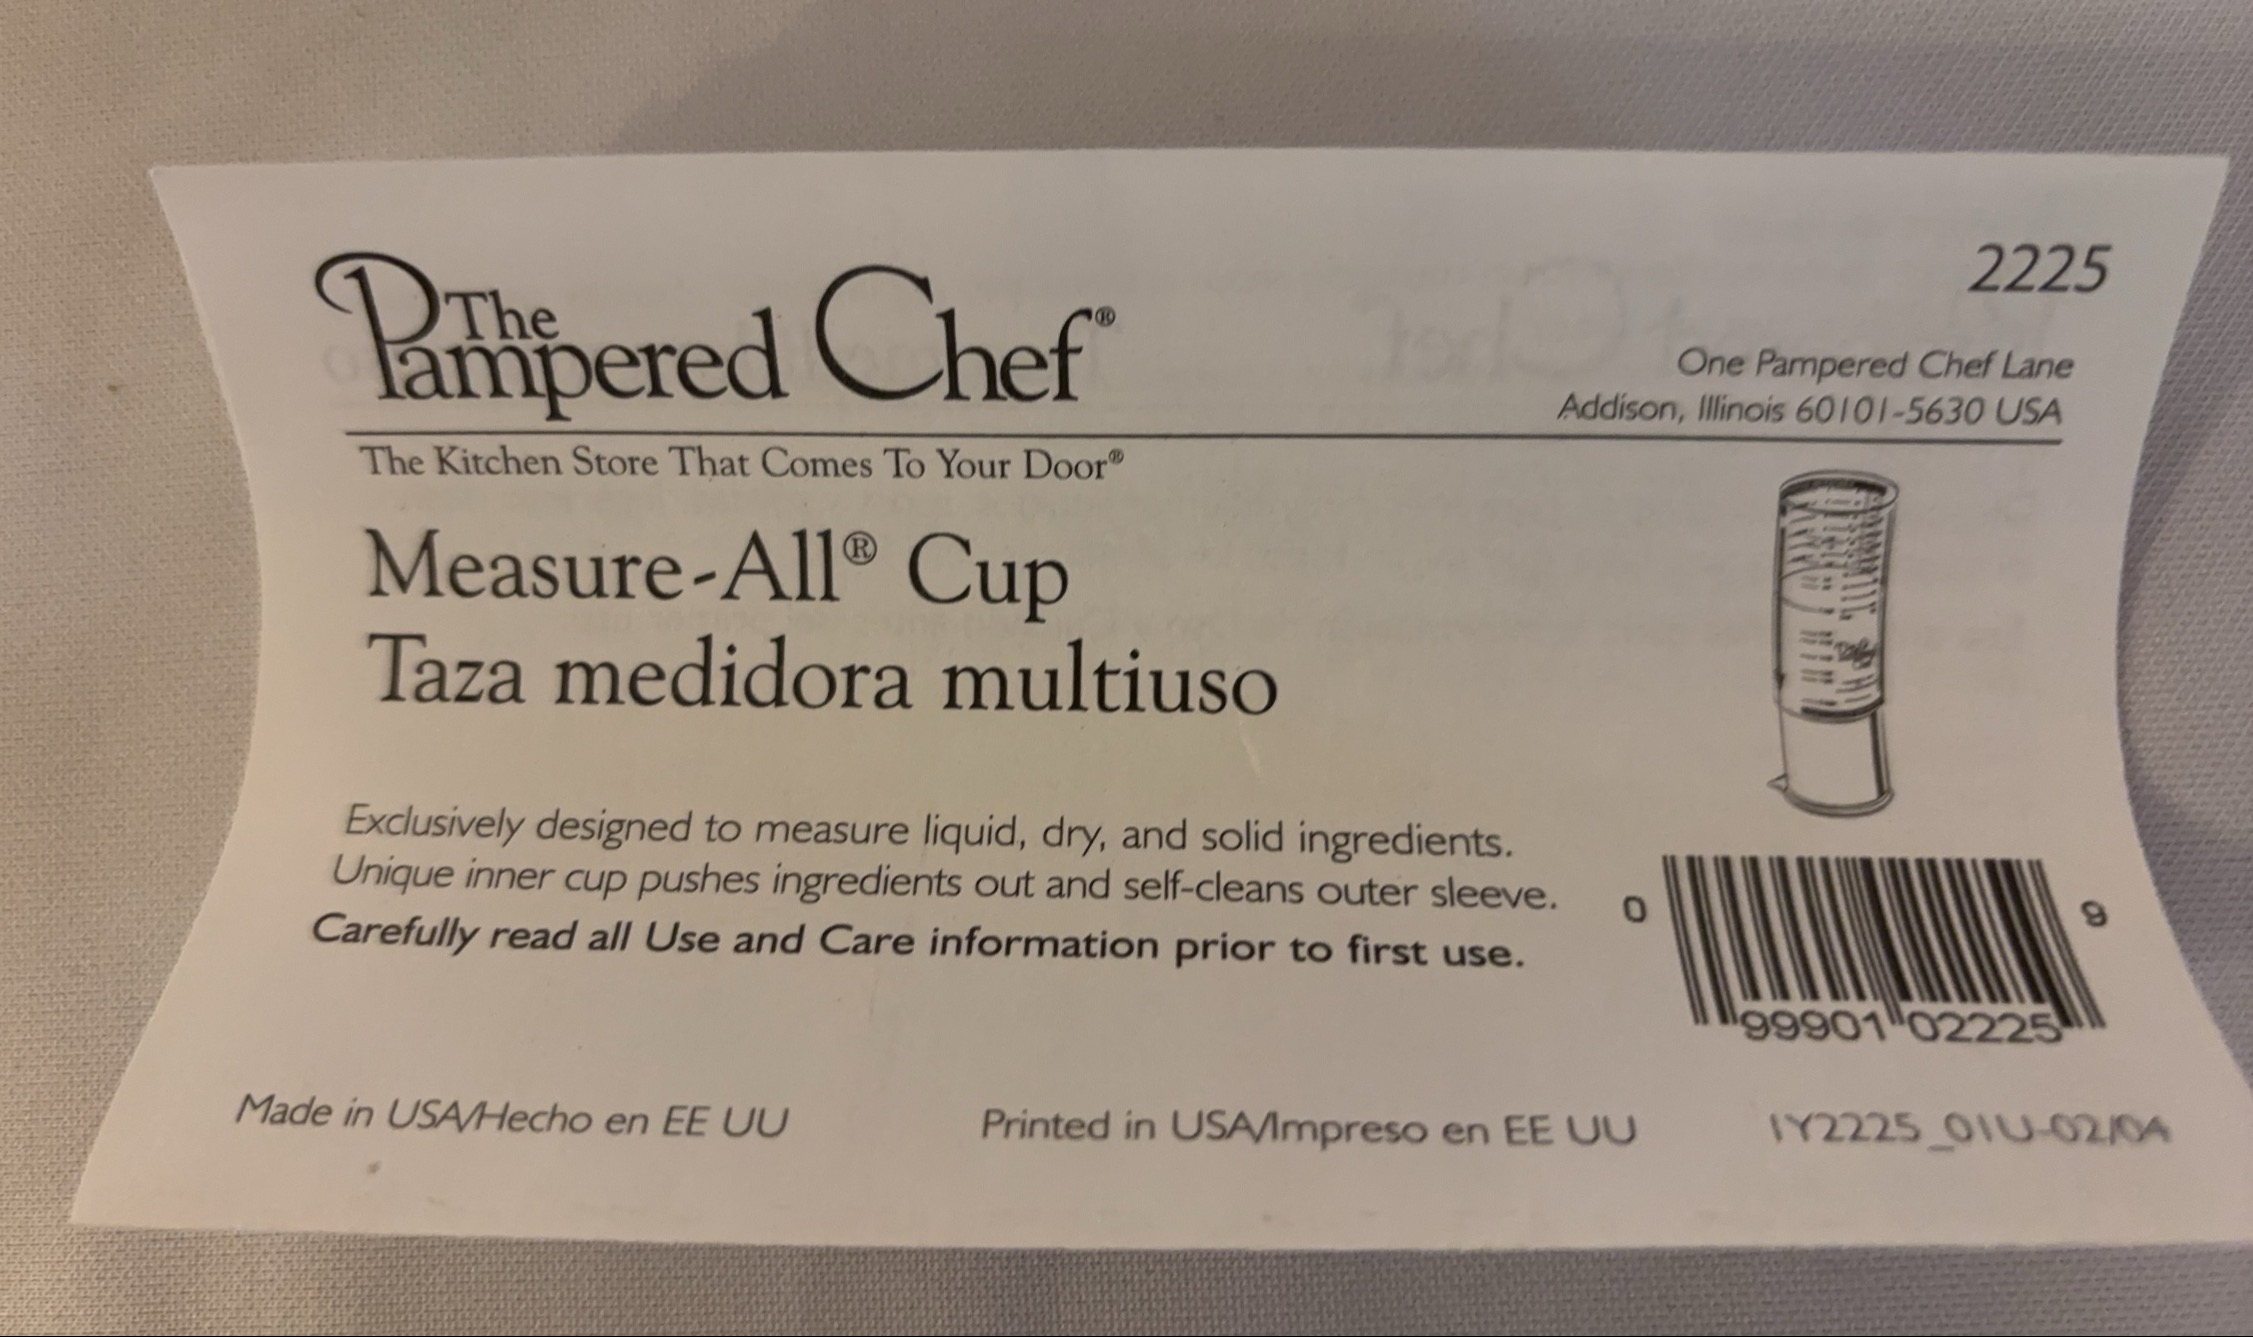 The
Pampered Chef®
2225
One Pampered Chef Lane
Addison, Illinois 60101-5630 USA
The Kitchen Store That Comes To Your Door®
Measure-All® Cup
Taza medidora multiuso
Exclusively designed to measure liquid, dry, and solid ingredients.
Unique inner cup pushes ingredients out and self-cleans outer sleeve.
Carefully read all Use and Care information prior to first use.
0 99901 02225 9
Made in USA/Hecho en EE UU
Printed in USA/Impreso en EE UU
IY2225_01U-02/04